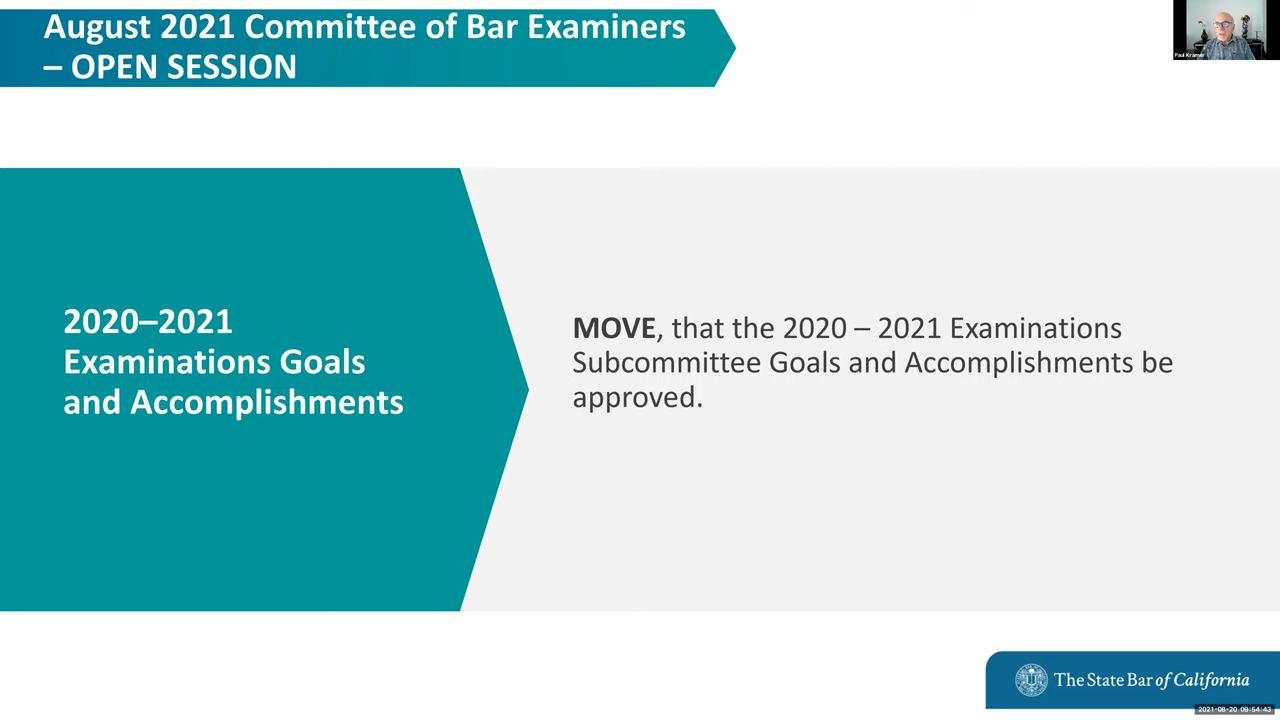 August 2021 Committee of Bar Examiners
– OPEN SESSION
Paul Kramer
2020–2021
Examinations Goals
and Accomplishments
MOVE, that the 2020 – 2021 Examinations
Subcommittee Goals and Accomplishments be
approved.
The State Bar of California
2021-08-20 09:54:43